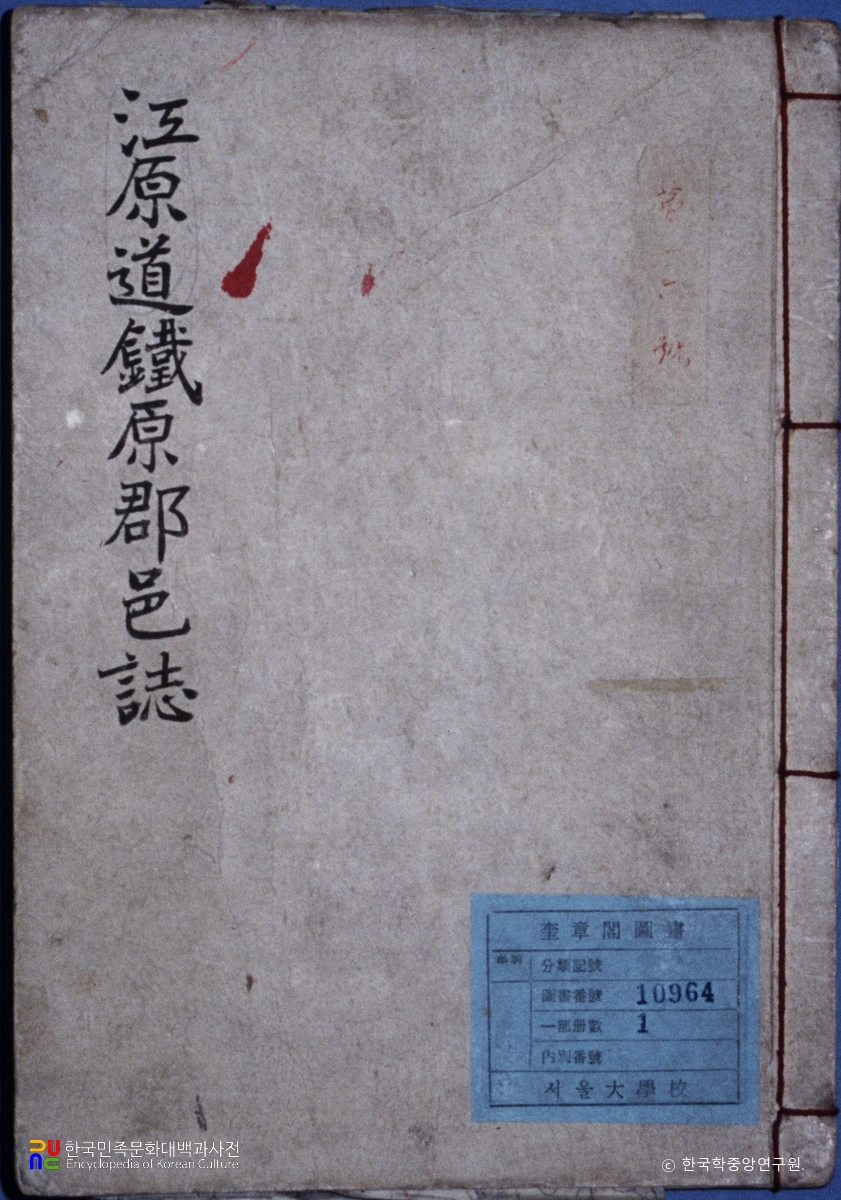 江原道鐵原郡邑誌
號
奎章閣圖書
分類記號
圖書番號 10964
一部册數 1
內別番號
서울大學校
한국민족문화대백과사전
Encyclopedia of Korean Culture
ⓒ 한국학중앙연구원.